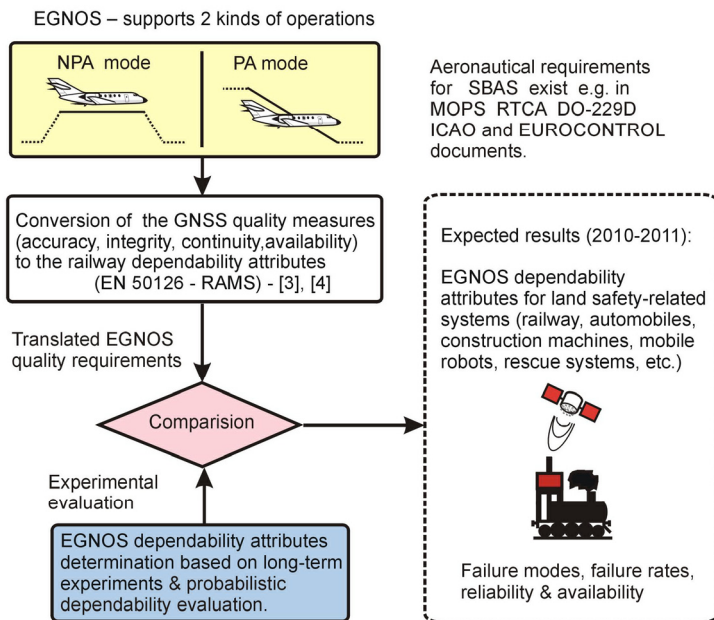 EGNOS – supports 2 kinds of operations
NPA mode
PA mode
Aeronautical requirements
for SBAS exist e.g. in
MOPS RTCA DO-229D
ICAO and EUROCONTROL
documents.
Conversion of the GNSS quality measures
(accuracy, integrity, continuity,availability)
to the railway dependability attributes
(EN 50126 - RAMS) - [3], [4]
Translated EGNOS
quality requirements
Comparision
Experimental
evaluation
EGNOS dependability attributes
determination based on long-term
experiments & probabilistic
dependability evaluation.
Expected results (2010-2011):
EGNOS dependability
attributes for land safety-related
systems (railway, automobiles,
construction machines, mobile
robots, rescue systems, etc.)
Failure modes, failure rates,
reliability & availability